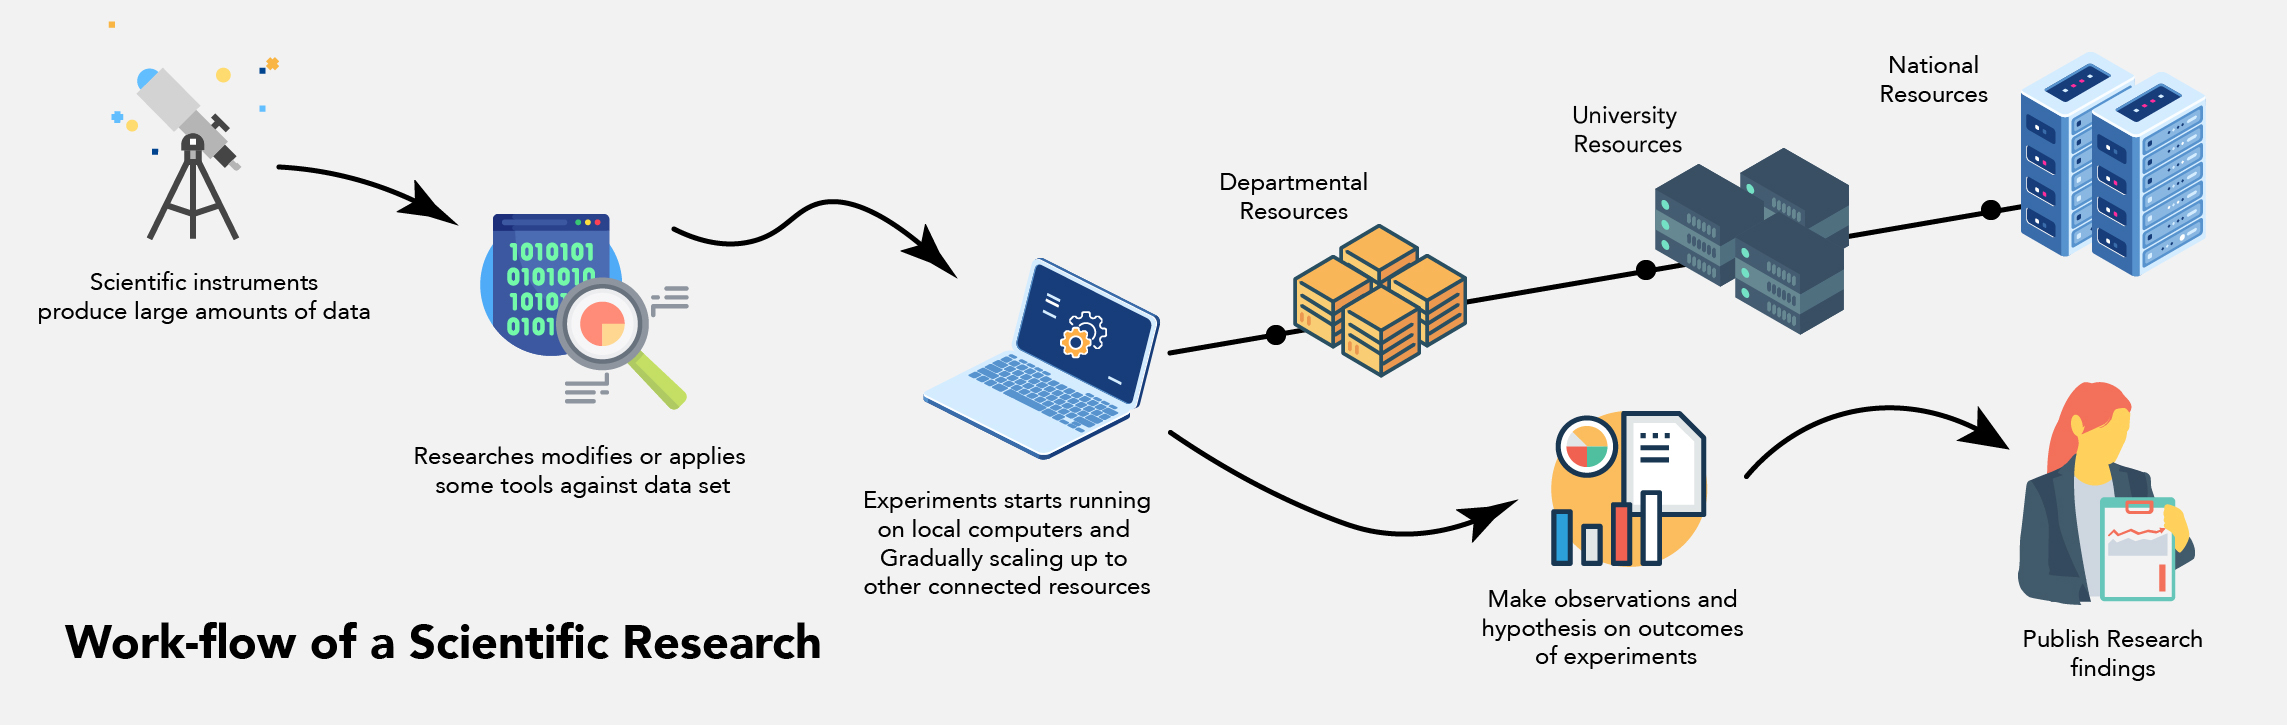 Scientific instruments
produce large amounts of data
1010101
0101010
1010
010
Researches modifies or applies
some tools against data set
Experiments starts running
on local computers and
Gradually scaling up to
other connected resources
Departmental
Resources
University
Resources
National
Resources
Make observations and
hypothesis on outcomes
of experiments
Publish Research
findings
Work-flow of a Scientific Research